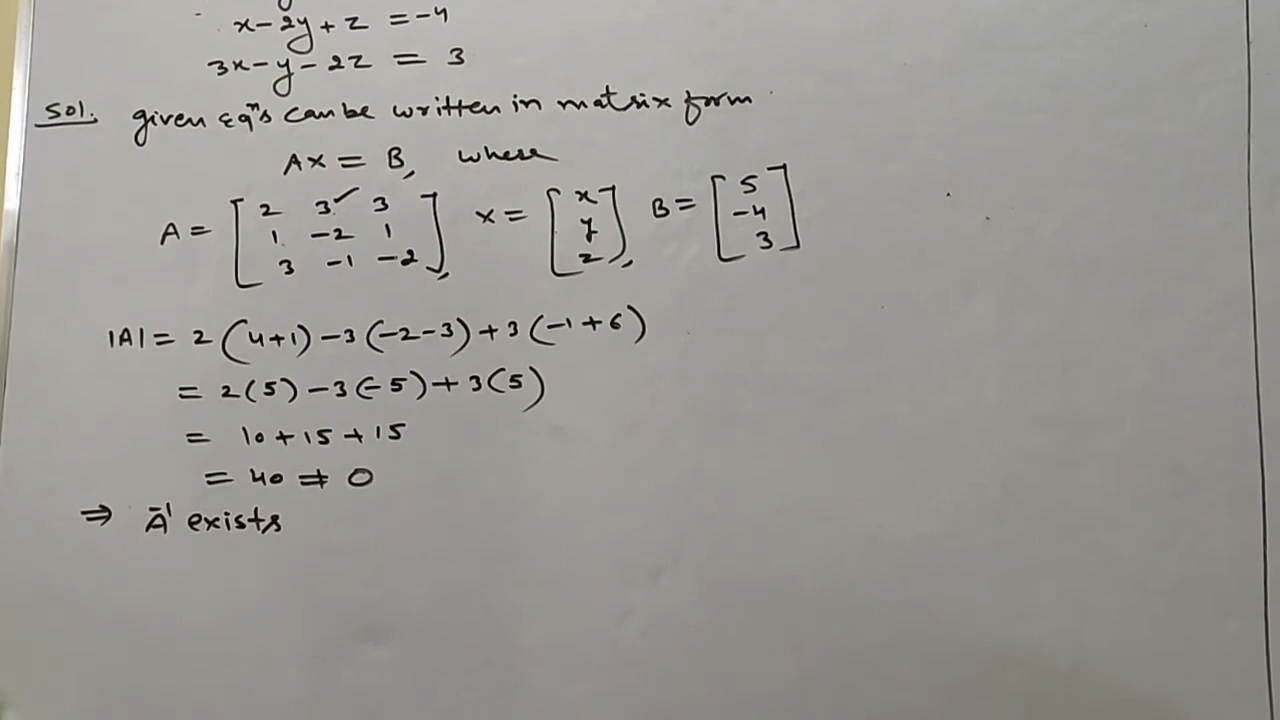 x-2y+z = -4
3x-y-2z = 3
Sol. given Eqⁿs can be written in matrix form
AX = B, where
A = [2 3 3
1 -2 1
3 -1 -2], X = [x
y
z], B = [5
-4
3]
|A| = 2(4+1)-3(-2-3)+3(-1+6)
= 2(5)-3(-5)+3(5)
= 10+15+15
= 40 ≠ 0
⇒ A⁻¹ exists